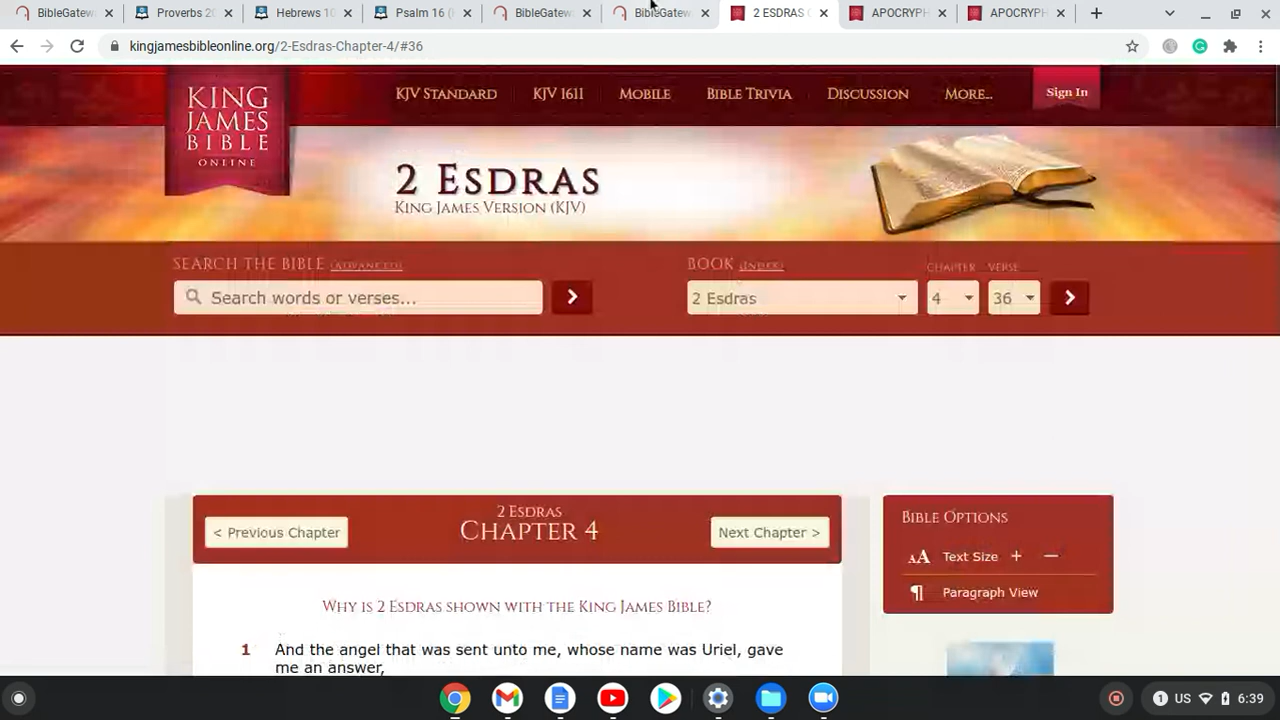 BibleGatew
Proverbs 20
Hebrews 10
Psalm 16 (
BibleGatew
BibleGatew
2 ESDRAS
APOCRYPH
APOCRYPH
kingjamesbibleonline.org/2-Esdras-Chapter-4/#36
KING
JAMES
BIBLE
ONLINE
KJV STANDARD
KJV 1611
MOBILE
BIBLE TRIVIA
DISCUSSION
MORE...
Sign In
2 ESDRAS
KING JAMES VERSION (KJV)
SEARCH THE BIBLE (ADVANCED)
BOOK (INDEX)
CHAPTER
VERSE
Search words or verses...
2 Esdras
4
36
2 ESDRAS
< Previous Chapter
CHAPTER 4
Next Chapter >
BIBLE OPTIONS
AA Text Size + —
¶ Paragraph View
WHY IS 2 ESDRAS SHOWN WITH THE KING JAMES BIBLE?
1 And the angel that was sent unto me, whose name was Uriel, gave
me an answer,
1 US 6:39